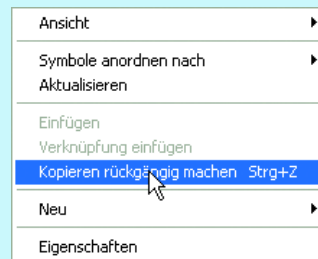 Ansicht
Symbole anordnen nach
Aktualisieren
Einfügen
Verknüpfung einfügen
Kopieren rückgängig machen Strg+Z
Neu
Eigenschaften